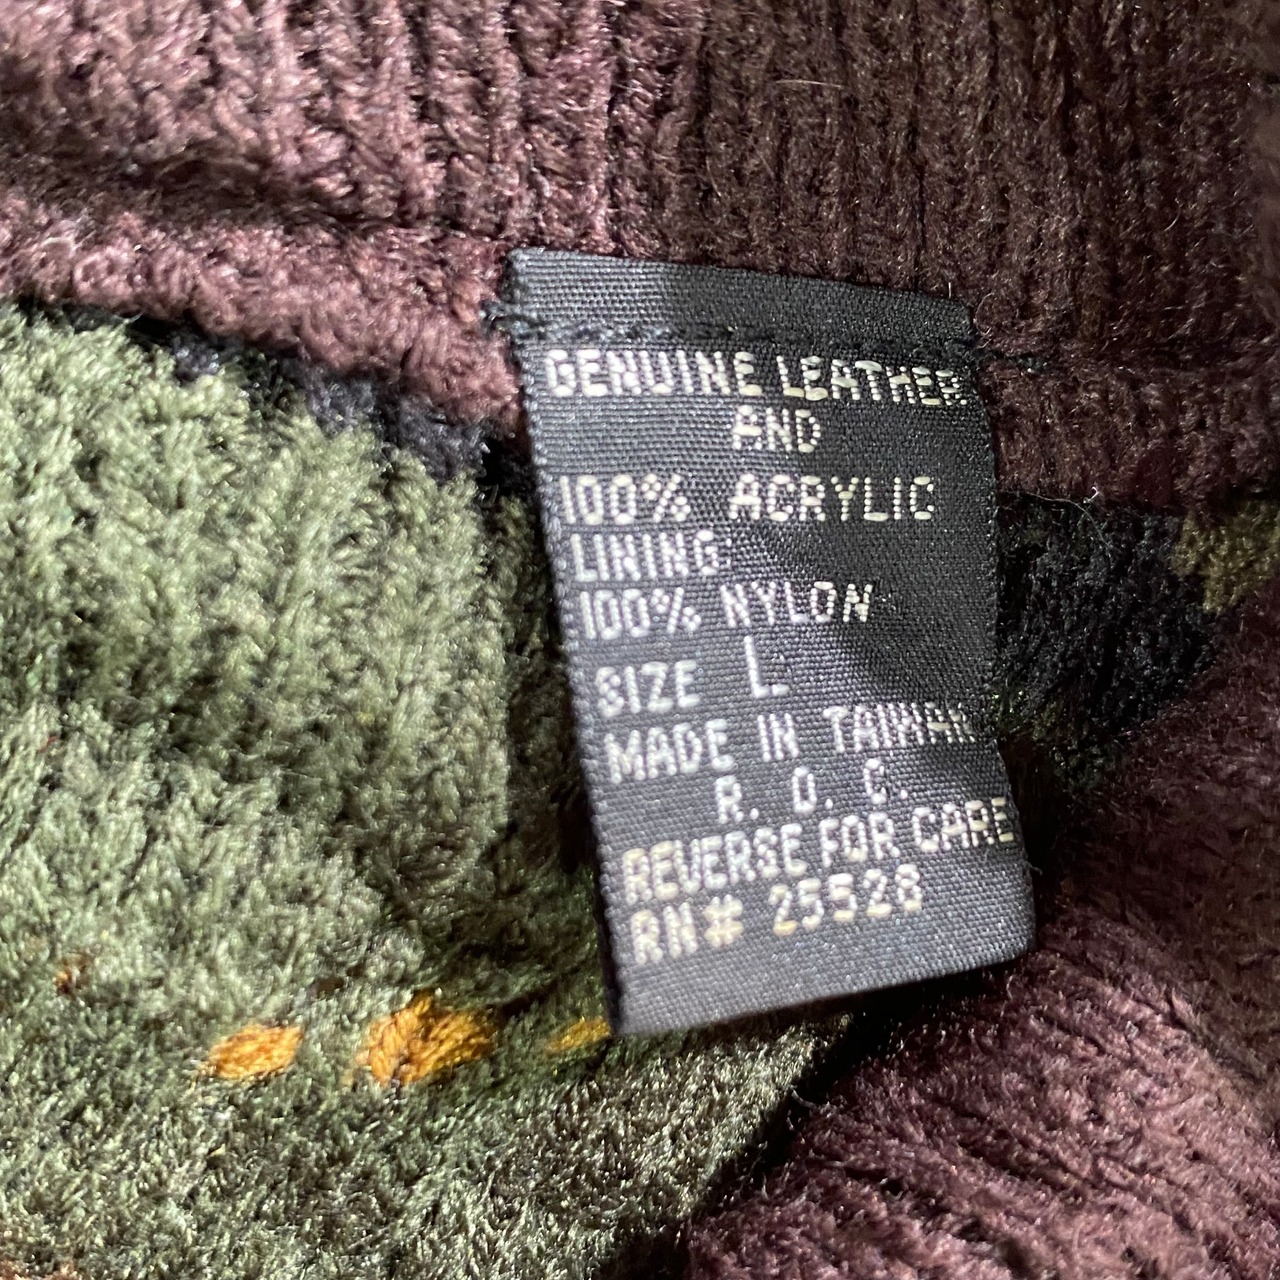 GENUINE LEATHER
AND
100% ACRYLIC
LINING
100% NYLON
SIZE L
MADE IN TAIWAN
R. O. C.
REVERSE FOR CARE
RN# 25528